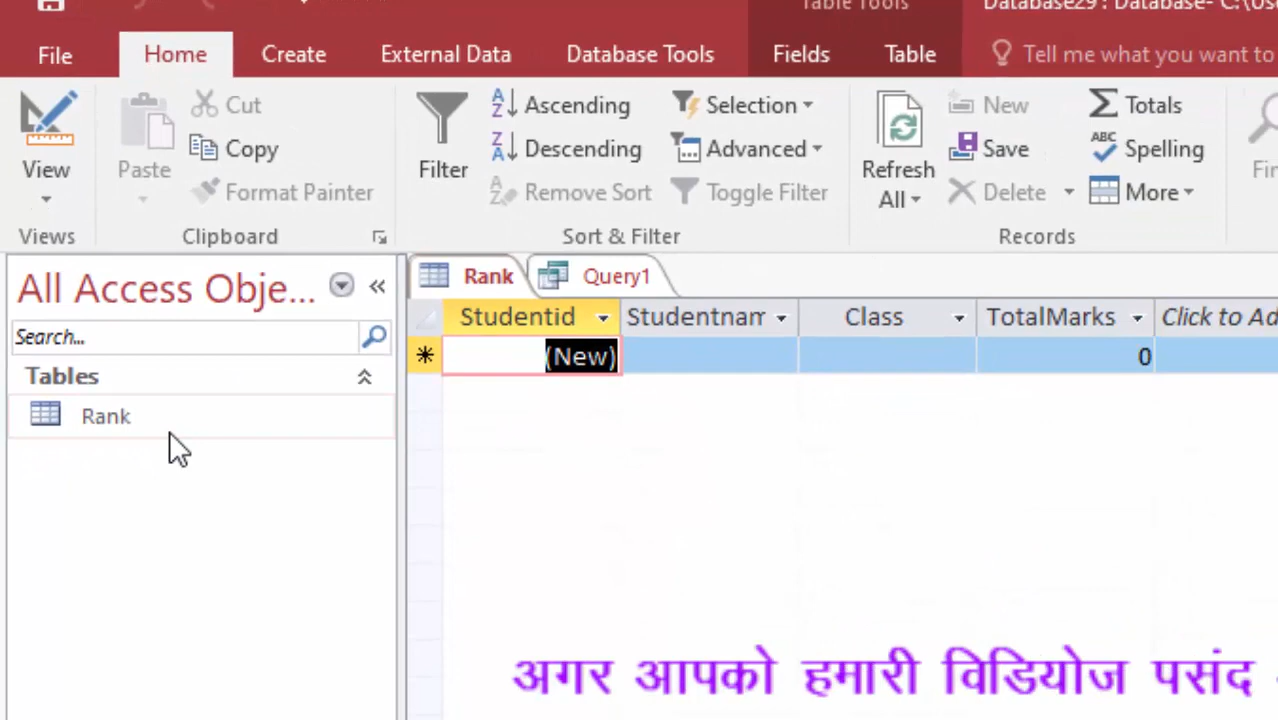 Table Tools
Database29 : Database- C:\Us
File Home Create External Data Database Tools Fields Table Tell me what you want to
View Paste Cut Copy Format Painter Filter Ascending Descending Remove Sort Selection Advanced Toggle Filter Refresh All New Save Delete Totals Spelling More
Views Clipboard Sort & Filter Records
All Access Obje... «
Rank Query1
Search...
Tables
Rank
Studentid Studentnam Class TotalMarks Click to Ad
* (New) 0
अगर आपको हमारी विडियोज पसंद